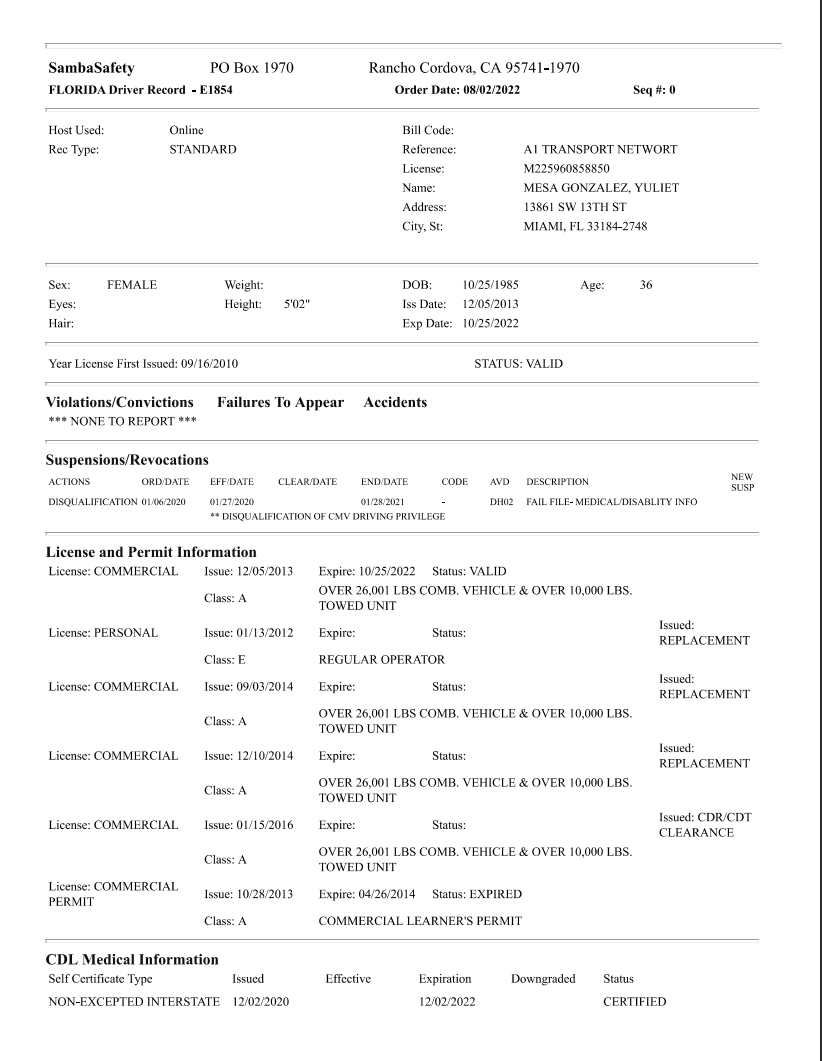 SambaSafety PO Box 1970 Rancho Cordova, CA 95741-1970
FLORIDA Driver Record - E1854 Order Date: 08/02/2022 Seq #: 0
Host Used: Online Bill Code:
Rec Type: STANDARD Reference: A1 TRANSPORT NETWORT
License: M225960858850
Name: MESA GONZALEZ, YULIET
Address: 13861 SW 13TH ST
City, St: MIAMI, FL 33184-2748
Sex: FEMALE Weight: DOB: 10/25/1985 Age: 36
Eyes: Height: 5'02" Iss Date: 12/05/2013
Hair: Exp Date: 10/25/2022
Year License First Issued: 09/16/2010 STATUS: VALID
Violations/Convictions Failures To Appear Accidents
*** NONE TO REPORT ***
Suspensions/Revocations
ACTIONS ORD/DATE EFF/DATE CLEAR/DATE END/DATE CODE AVD DESCRIPTION NEW SUSP
DISQUALIFICATION 01/06/2020 01/27/2020 01/28/2021 - DH02 FAIL FILE- MEDICAL/DISABLITY INFO
** DISQUALIFICATION OF CMV DRIVING PRIVILEGE
License and Permit Information
License: COMMERCIAL Issue: 12/05/2013 Expire: 10/25/2022 Status: VALID
Class: A OVER 26,001 LBS COMB. VEHICLE & OVER 10,000 LBS.
TOWED UNIT
License: PERSONAL Issue: 01/13/2012 Expire: Status: Issued:
REPLACEMENT
Class: E REGULAR OPERATOR
License: COMMERCIAL Issue: 09/03/2014 Expire: Status: Issued:
REPLACEMENT
Class: A OVER 26,001 LBS COMB. VEHICLE & OVER 10,000 LBS.
TOWED UNIT
License: COMMERCIAL Issue: 12/10/2014 Expire: Status: Issued:
REPLACEMENT
Class: A OVER 26,001 LBS COMB. VEHICLE & OVER 10,000 LBS.
TOWED UNIT
License: COMMERCIAL Issue: 01/15/2016 Expire: Status: Issued: CDR/CDT
CLEARANCE
Class: A OVER 26,001 LBS COMB. VEHICLE & OVER 10,000 LBS.
TOWED UNIT
License: COMMERCIAL
PERMIT Issue: 10/28/2013 Expire: 04/26/2014 Status: EXPIRED
Class: A COMMERCIAL LEARNER'S PERMIT
CDL Medical Information
Self Certificate Type Issued Effective Expiration Downgraded Status
NON-EXCEPTED INTERSTATE 12/02/2020 12/02/2022 CERTIFIED